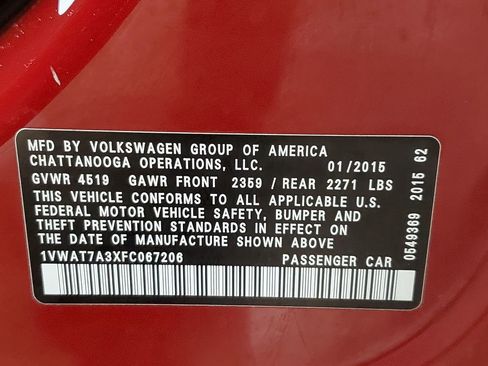 MFD BY VOLKSWAGEN GROUP OF AMERICA
CHATTANOOGA OPERATIONS, LLC. 01/2015
GVWR 4519 GAWR FRONT 2359 / REAR 2271 LBS
THIS VEHICLE CONFORMS TO ALL APPLICABLE U.S.
FEDERAL MOTOR VEHICLE SAFETY, BUMPER AND
THEFT PREVENTION STANDARDS IN EFFECT ON
THE DATE OF MANUFACTURE SHOWN ABOVE.
1VWAT7A3XFC067206 PASSENGER CAR
0549369 2015 62